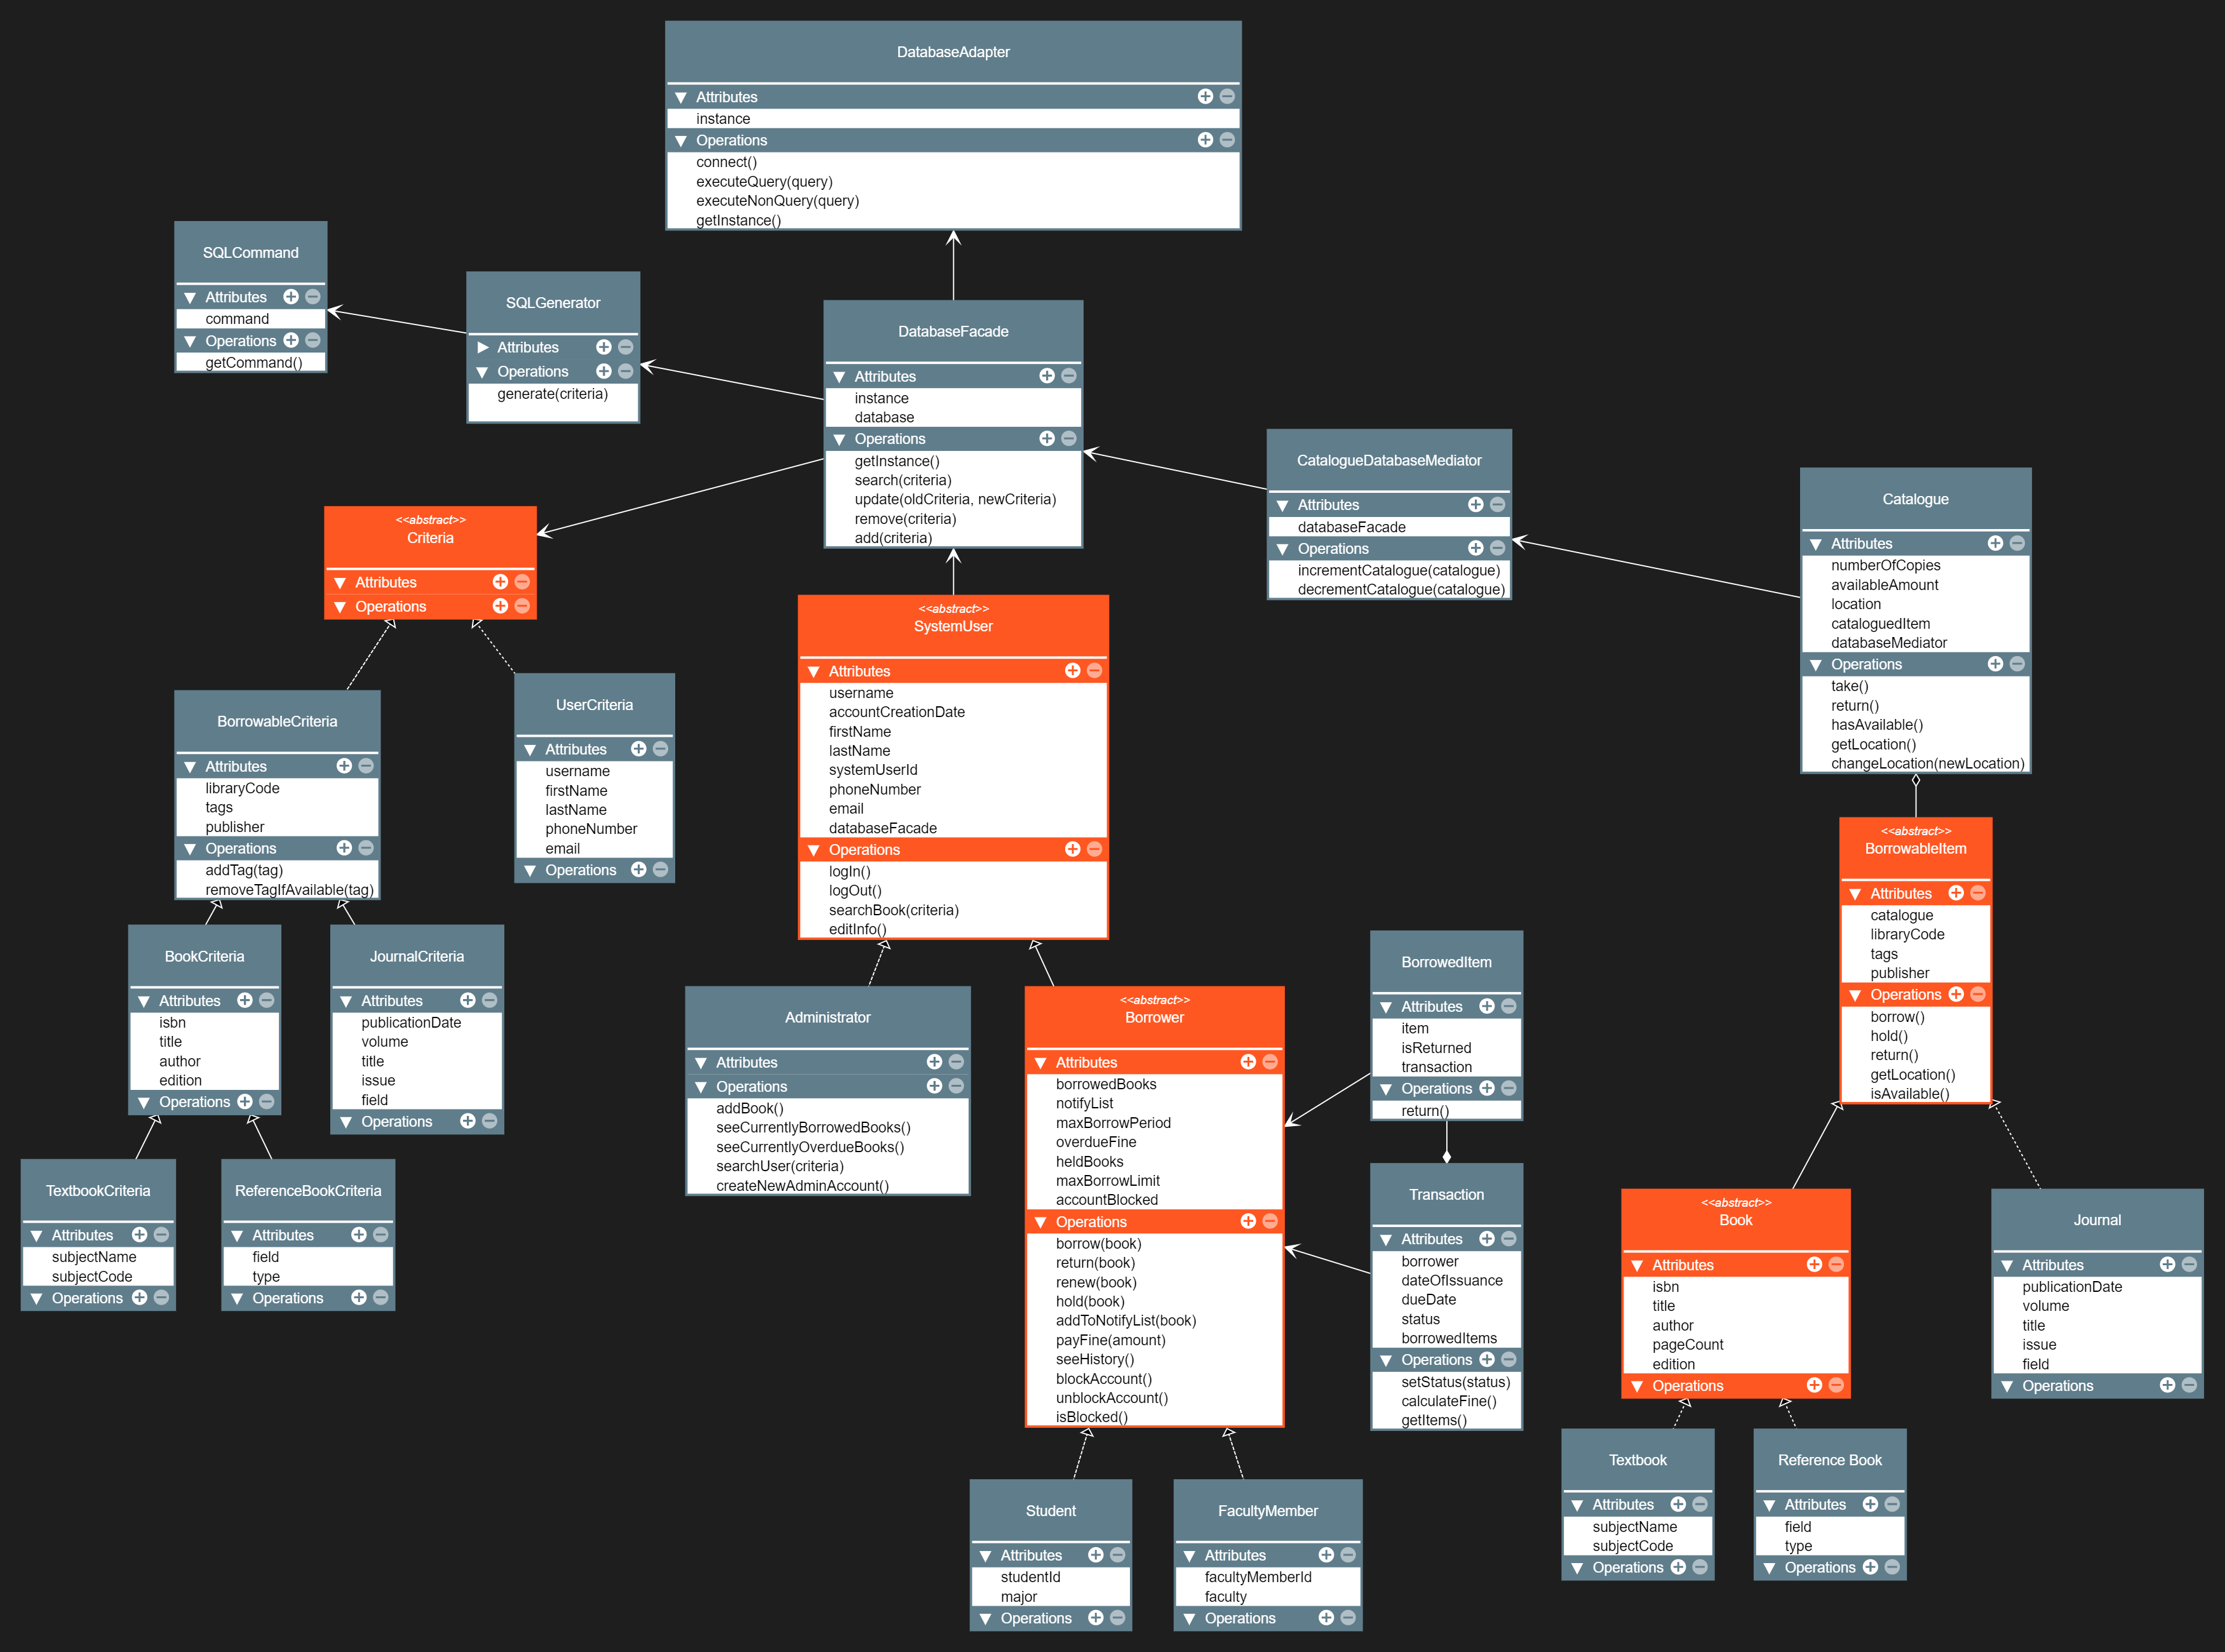 DatabaseAdapter
Attributes
instance
Operations
connect()
executeQuery(query)
executeNonQuery(query)
getInstance()
SQLCommand
Attributes
command
Operations
getCommand()
SQLGenerator
Attributes
Operations
generate(criteria)
DatabaseFacade
Attributes
instance
database
Operations
getInstance()
search(criteria)
update(oldCriteria, newCriteria)
remove(criteria)
add(criteria)
CatalogueDatabaseMediator
Attributes
databaseFacade
Operations
incrementCatalogue(catalogue)
decrementCatalogue(catalogue)
Catalogue
Attributes
numberOfCopies
availableAmount
location
cataloguedItem
databaseMediator
Operations
take()
return()
hasAvailable()
getLocation()
changeLocation(newLocation)
<<abstract>>
Criteria
Attributes
Operations
<<abstract>>
SystemUser
Attributes
username
accountCreationDate
firstName
lastName
systemUserId
phoneNumber
email
databaseFacade
Operations
logIn()
logOut()
searchBook(criteria)
editInfo()
BorrowableCriteria
Attributes
libraryCode
tags
publisher
Operations
addTag(tag)
removeTagIfAvailable(tag)
UserCriteria
Attributes
username
firstName
lastName
phoneNumber
email
Operations
<<abstract>>
BorrowableItem
Attributes
catalogue
libraryCode
tags
publisher
Operations
borrow()
hold()
return()
getLocation()
isAvailable()
BookCriteria
Attributes
isbn
title
author
edition
Operations
JournalCriteria
Attributes
publicationDate
volume
title
issue
field
Operations
Administrator
Attributes
Operations
addBook()
seeCurrentlyBorrowedBooks()
seeCurrentlyOverdueBooks()
searchUser(criteria)
createNewAdminAccount()
<<abstract>>
Borrower
Attributes
borrowedBooks
notifyList
maxBorrowPeriod
overdueFine
heldBooks
maxBorrowLimit
accountBlocked
Operations
borrow(book)
return(book)
renew(book)
hold(book)
addToNotifyList(book)
payFine(amount)
seeHistory()
blockAccount()
unblockAccount()
isBlocked()
BorrowedItem
Attributes
item
isReturned
transaction
Operations
return()
Transaction
Attributes
borrower
dateOfIssuance
dueDate
status
borrowedItems
Operations
setStatus(status)
calculateFine()
getItems()
TextbookCriteria
Attributes
subjectName
subjectCode
Operations
ReferenceBookCriteria
Attributes
field
type
Operations
<<abstract>>
Book
Attributes
isbn
title
author
pageCount
edition
Operations
Journal
Attributes
publicationDate
volume
title
issue
field
Operations
Student
Attributes
studentId
major
Operations
FacultyMember
Attributes
facultyMemberId
faculty
Operations
Textbook
Attributes
subjectName
subjectCode
Operations
Reference Book
Attributes
field
type
Operations